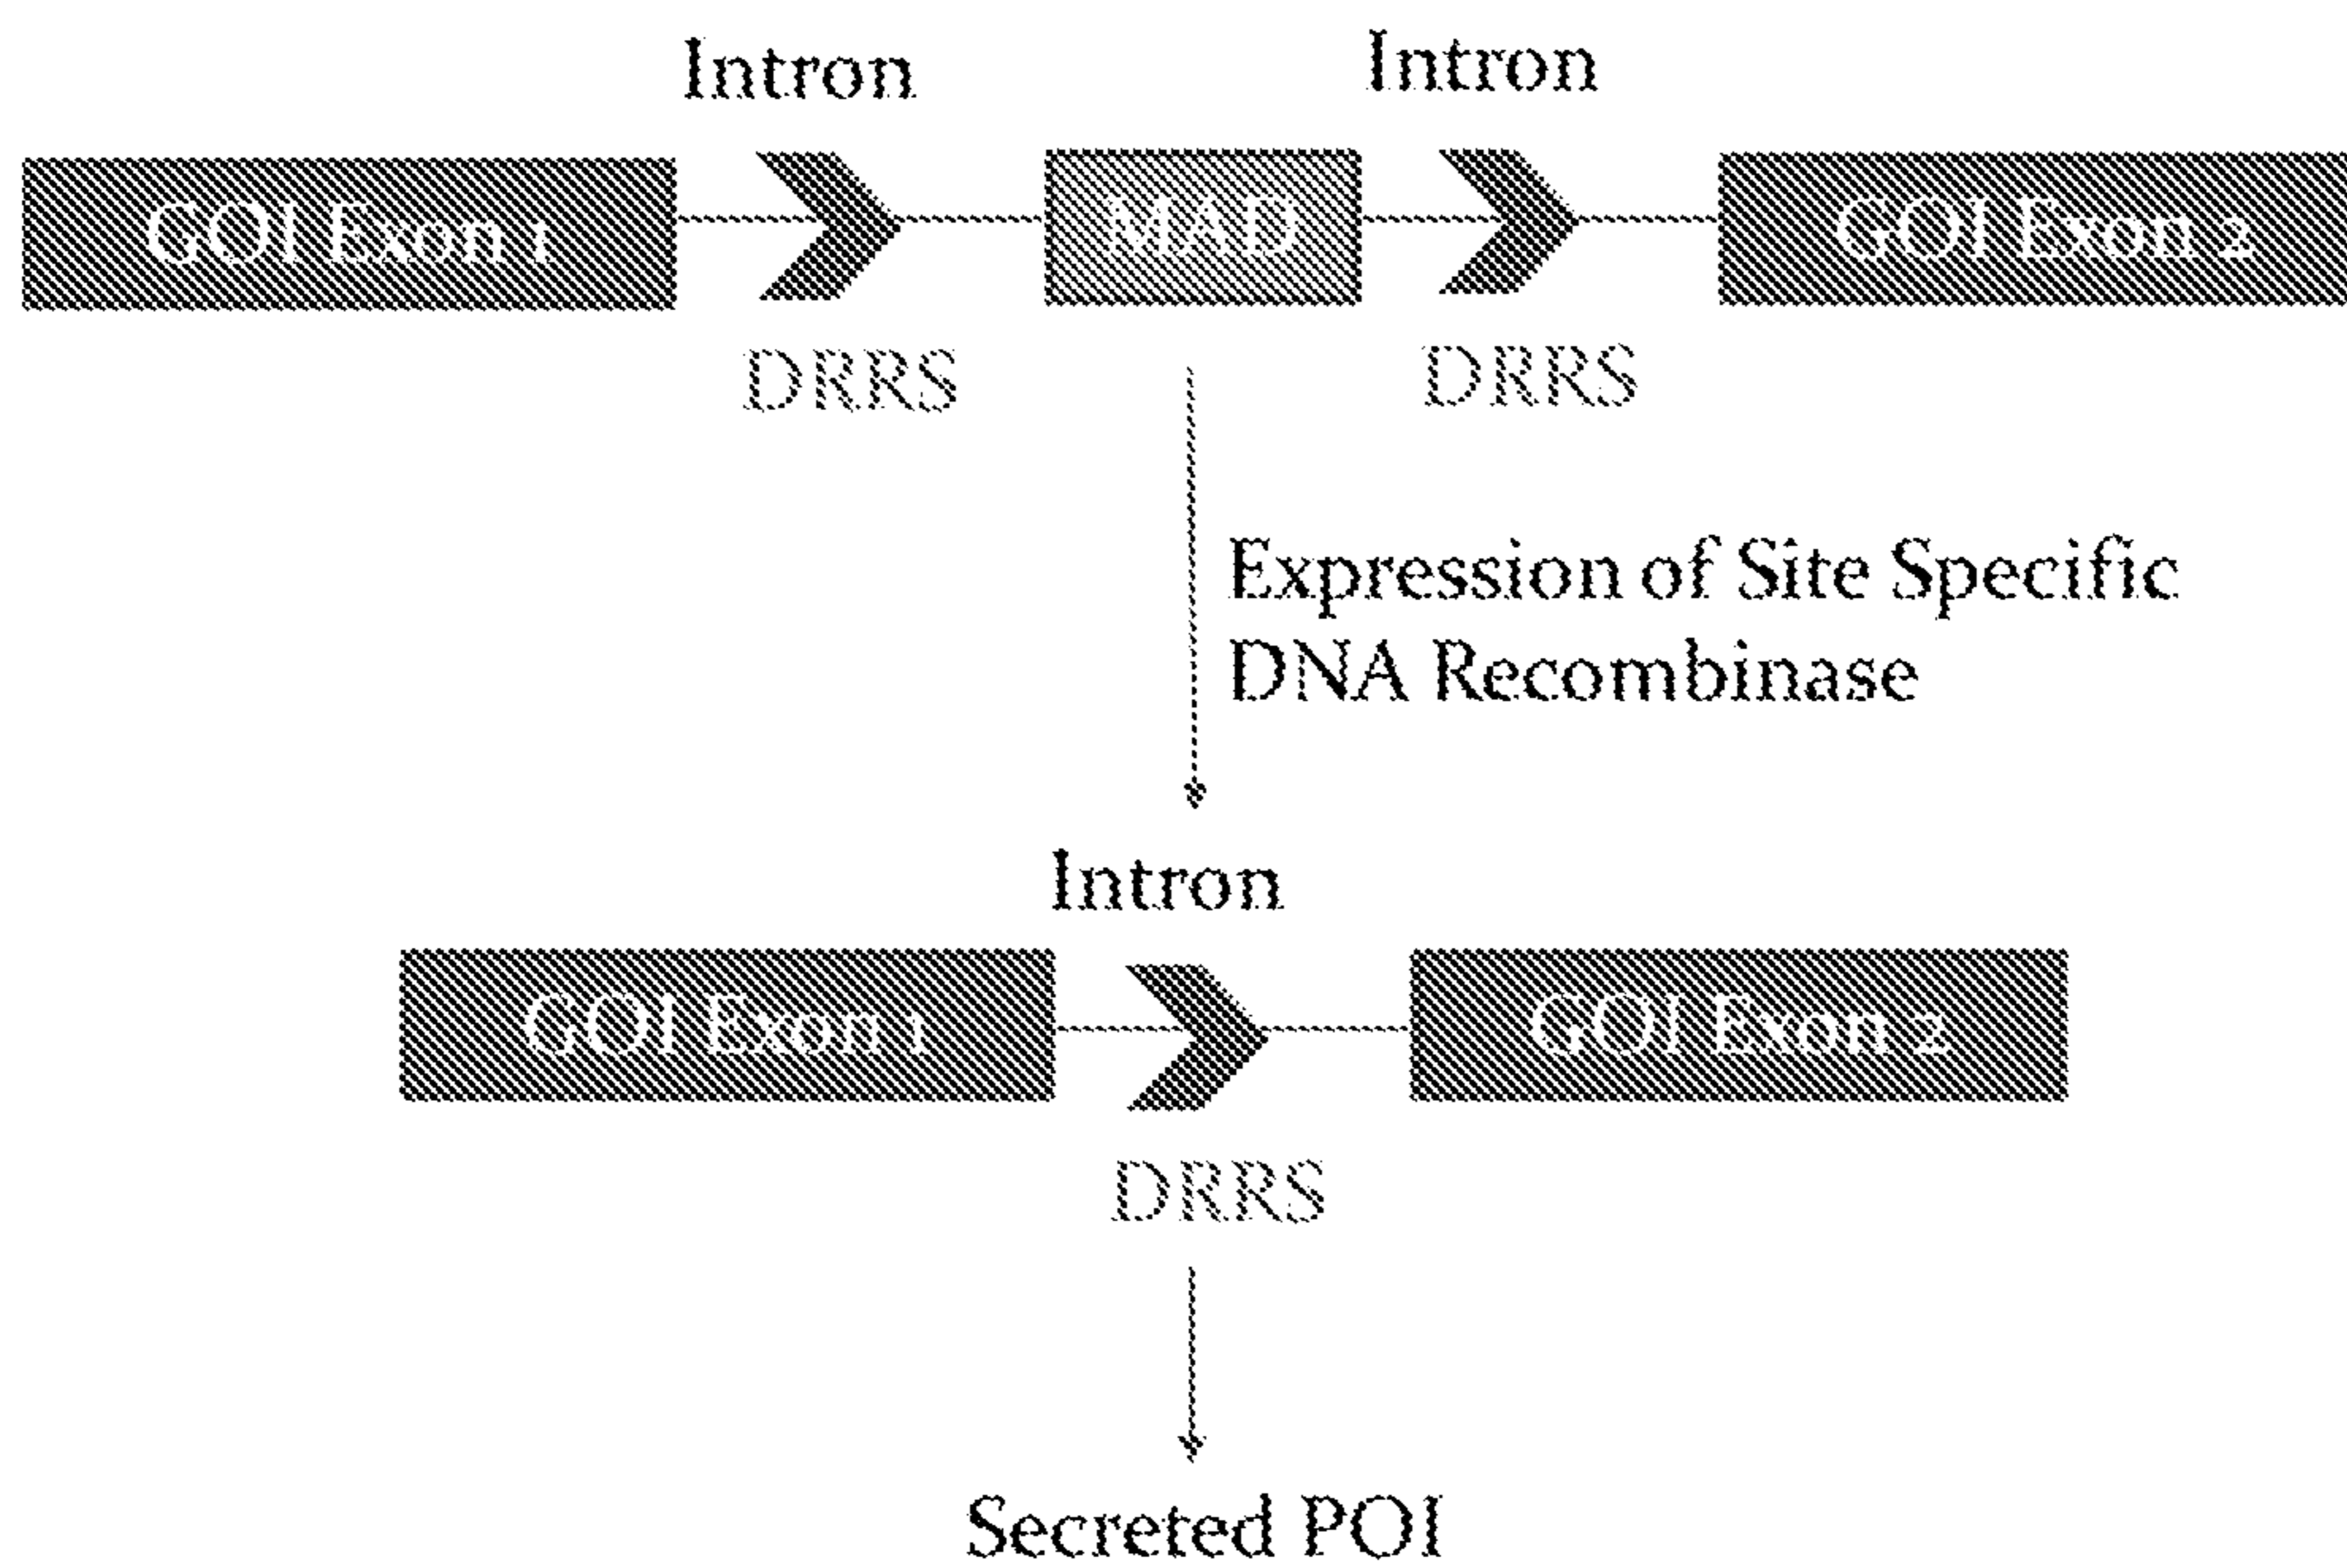 Intron
Intron
GOI Exon 1
MAD
GOI Exon 2
DRRS
DRRS
Expression of Site Specific
DNA Recombinase
Intron
GOI Exon 1
GOI Exon 2
DRRS
Secreted POI